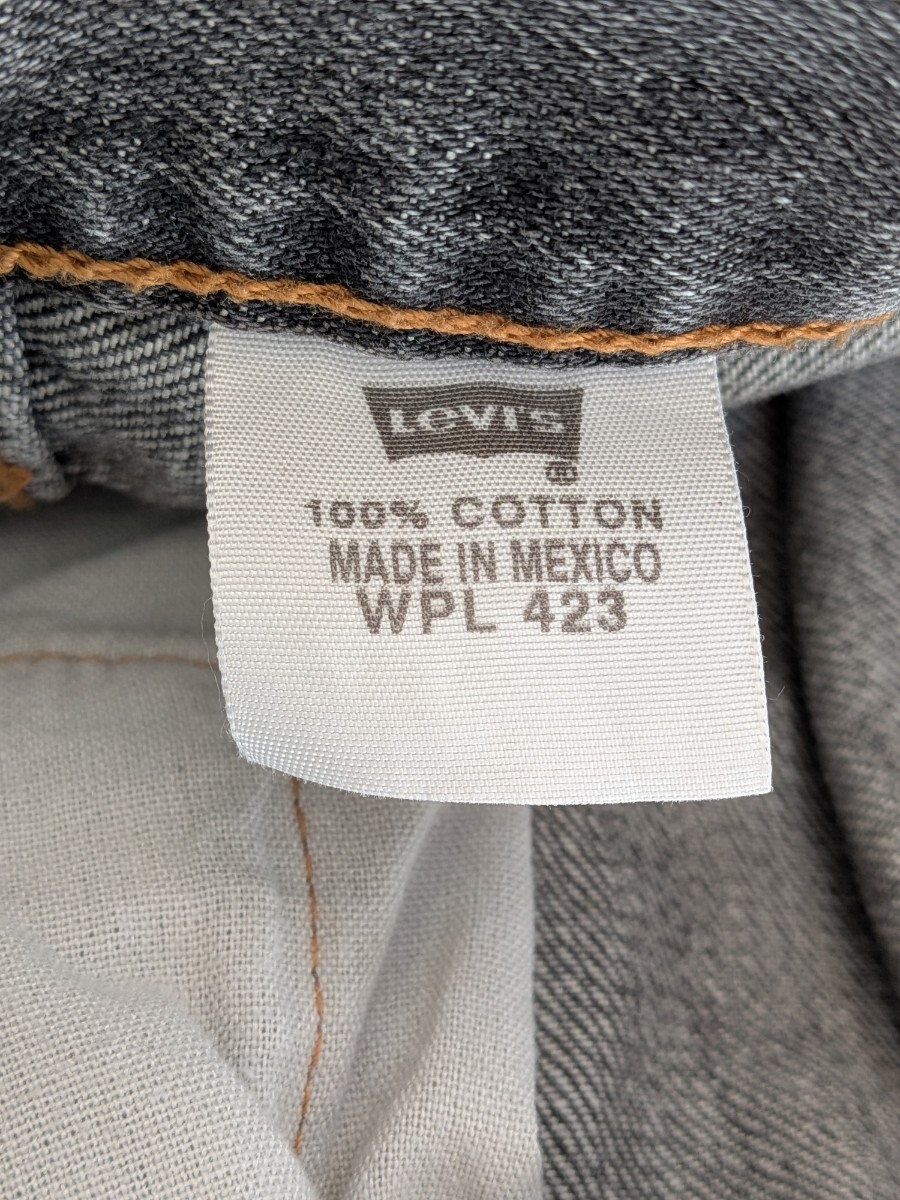 LEVI'S
®
100% COTTON
MADE IN MEXICO
WPL 423